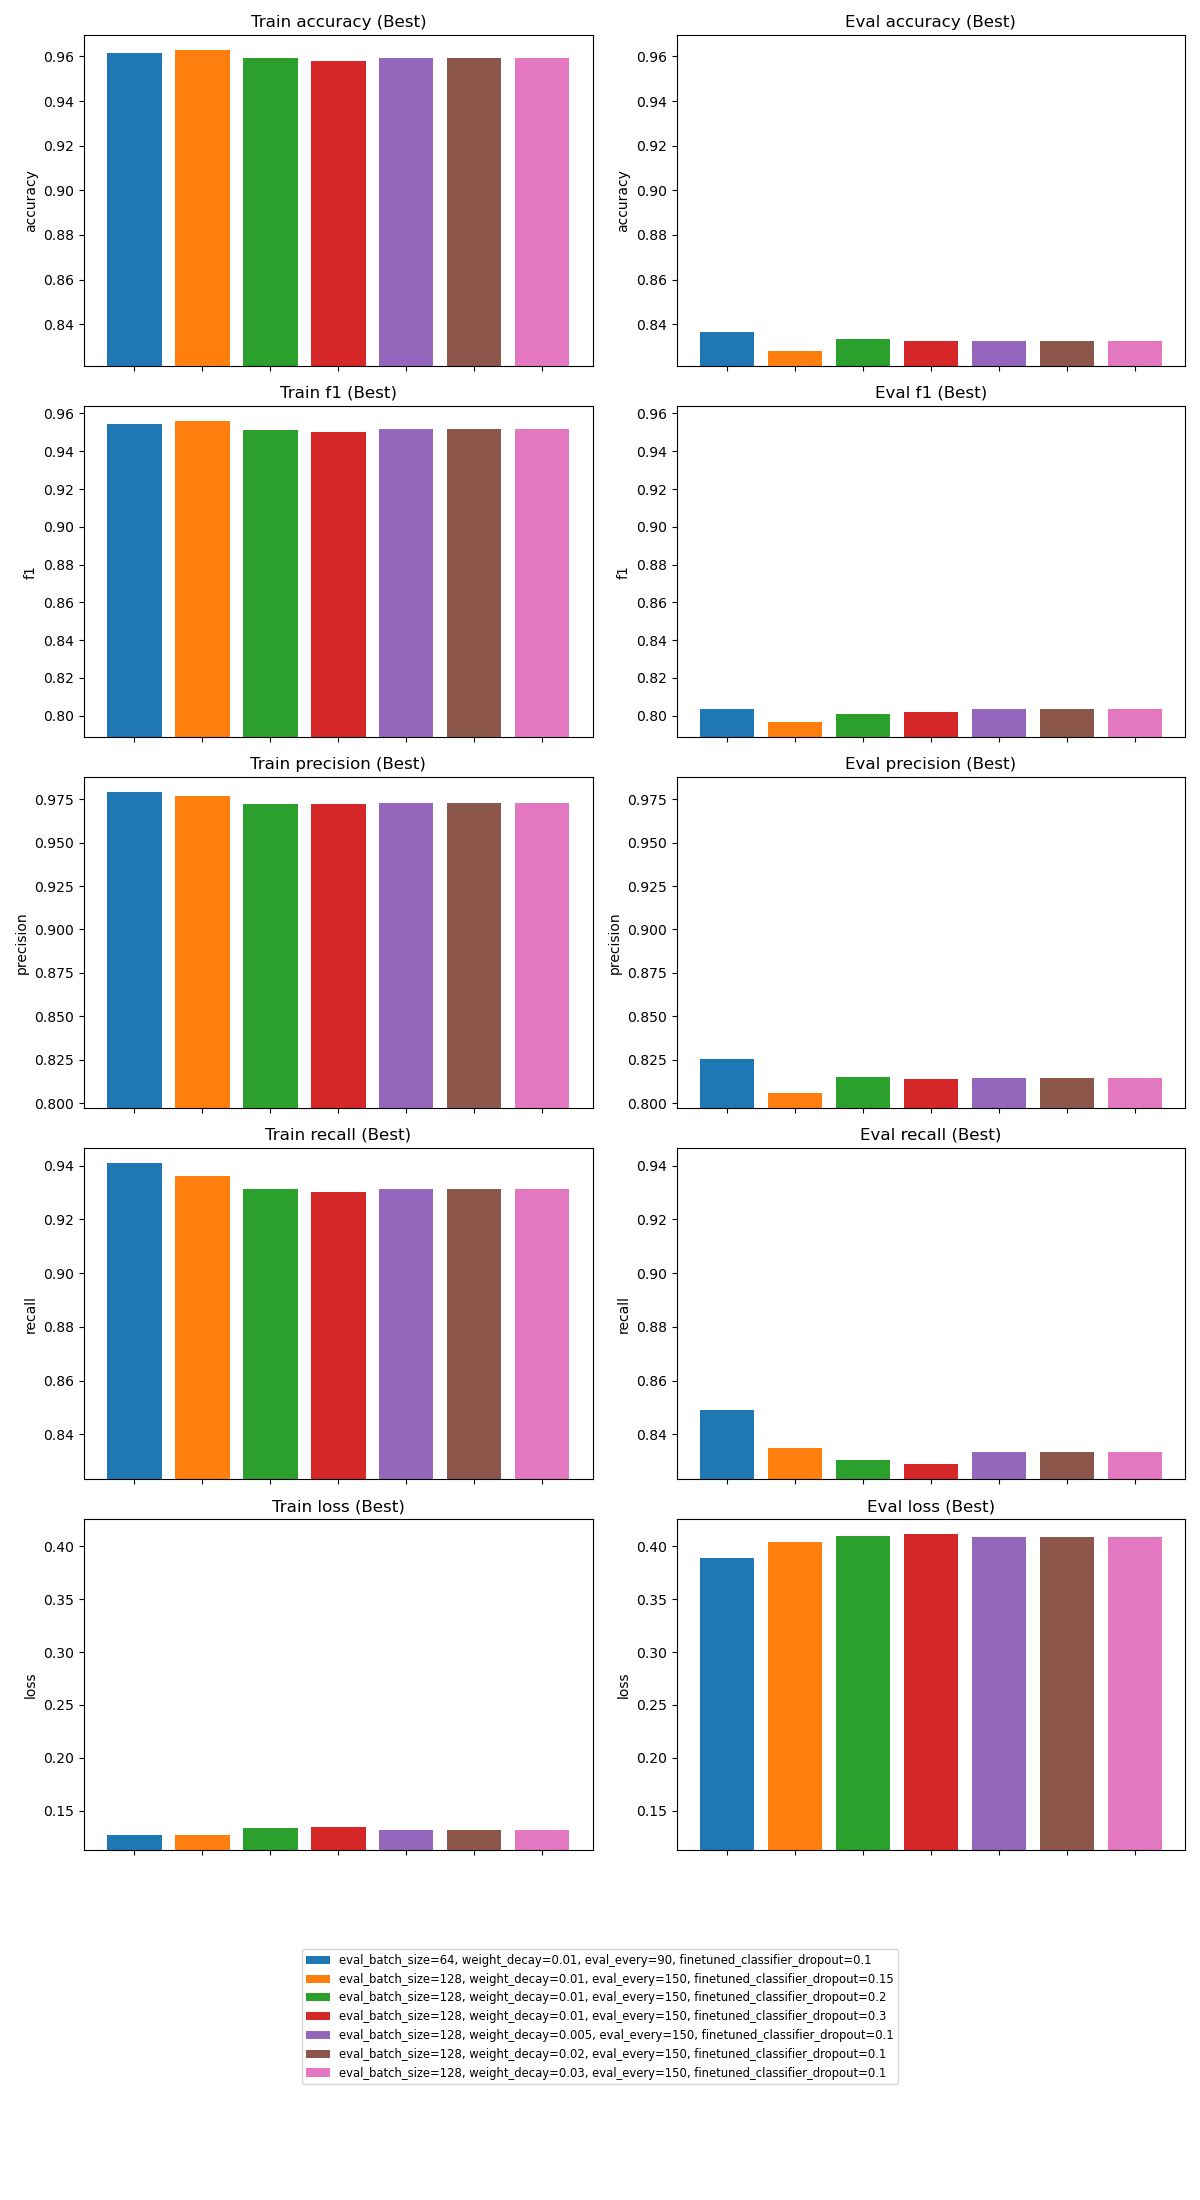 Train accuracy (Best)
Eval accuracy (Best)
0.96
0.94
0.92
0.90
0.88
0.86
0.84
accuracy
0.96
0.94
0.92
0.90
0.88
0.86
0.84
accuracy
Train f1 (Best)
Eval f1 (Best)
0.96
0.94
0.92
0.90
0.88
0.86
0.84
0.82
0.80
f1
0.96
0.94
0.92
0.90
0.88
0.86
0.84
0.82
0.80
f1
Train precision (Best)
Eval precision (Best)
0.975
0.950
0.925
0.900
0.875
0.850
0.825
0.800
precision
0.975
0.950
0.925
0.900
0.875
0.850
0.825
0.800
precision
Train recall (Best)
Eval recall (Best)
0.94
0.92
0.90
0.88
0.86
0.84
recall
0.94
0.92
0.90
0.88
0.86
0.84
recall
Train loss (Best)
Eval loss (Best)
0.40
0.35
0.30
0.25
0.20
0.15
loss
0.40
0.35
0.30
0.25
0.20
0.15
loss
eval_batch_size=64, weight_decay=0.01, eval_every=90, finetuned_classifier_dropout=0.1
eval_batch_size=128, weight_decay=0.01, eval_every=150, finetuned_classifier_dropout=0.15
eval_batch_size=128, weight_decay=0.01, eval_every=150, finetuned_classifier_dropout=0.2
eval_batch_size=128, weight_decay=0.01, eval_every=150, finetuned_classifier_dropout=0.3
eval_batch_size=128, weight_decay=0.005, eval_every=150, finetuned_classifier_dropout=0.1
eval_batch_size=128, weight_decay=0.02, eval_every=150, finetuned_classifier_dropout=0.1
eval_batch_size=128, weight_decay=0.03, eval_every=150, finetuned_classifier_dropout=0.1